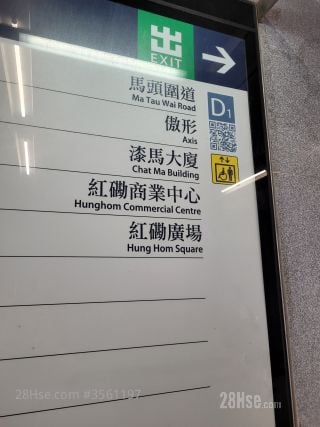 出
EXIT
馬頭圍道
Ma Tau Wai Road
D1
傲形
Axis
漆馬大廈
Chat Ma Building
紅磡商業中心
Hunghom Commercial Centre
紅磡廣場
Hung Hom Square
28Hse.com #3561197
28Hse.com